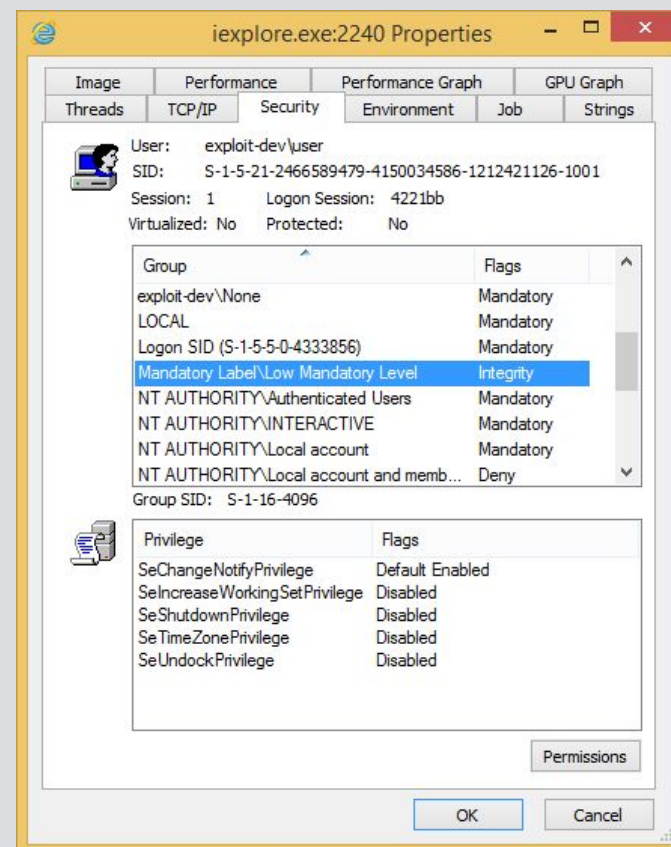 iexplore.exe:2240 Properties
Image Performance Performance Graph GPU Graph
Threads TCP/IP Security Environment Job Strings
User: exploit-dev\user
SID: S-1-5-21-2466589479-4150034586-1212421126-1001
Session: 1 Logon Session: 4221bb
Virtualized: No Protected: No
Group Flags
exploit-dev\None Mandatory
LOCAL Mandatory
Logon SID (S-1-5-5-0-4333856) Mandatory
Mandatory Label\Low Mandatory Level Integrity
NT AUTHORITY\Authenticated Users Mandatory
NT AUTHORITY\INTERACTIVE Mandatory
NT AUTHORITY\Local account Mandatory
NT AUTHORITY\Local account and memb... Deny
Group SID: S-1-16-4096
Privilege Flags
SeChangeNotifyPrivilege Default Enabled
SeIncreaseWorkingSetPrivilege Disabled
SeShutdownPrivilege Disabled
SeTimeZonePrivilege Disabled
SeUndockPrivilege Disabled
Permissions
OK Cancel